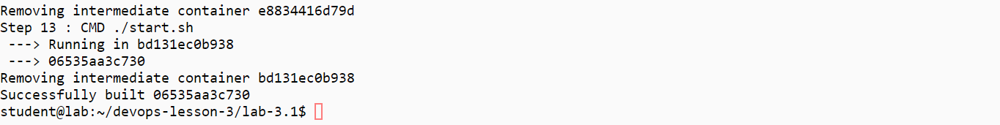 Removing intermediate container e8834416d79d
Step 13 : CMD ./start.sh
 ---> Running in bd131ec0b938
 ---> 06535aa3c730
Removing intermediate container bd131ec0b938
Successfully built 06535aa3c730
student@lab:~/devops-lesson-3/lab-3.1$